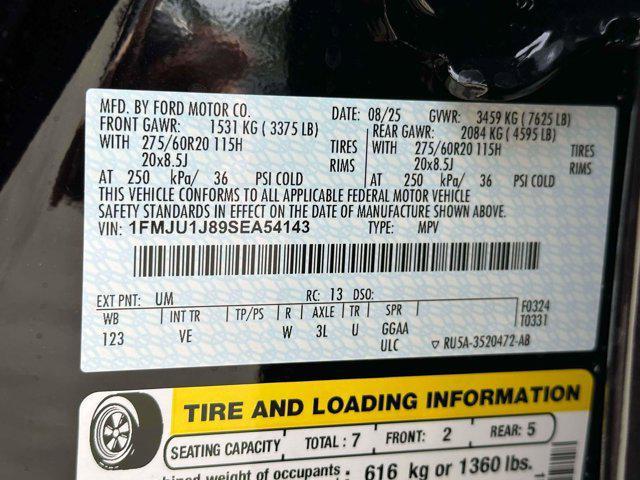 MFD. BY FORD MOTOR CO. DATE: 08/25 GVWR: 3459 KG ( 7625 LB)
FRONT GAWR: 1531 KG ( 3375 LB) REAR GAWR: 2084 KG ( 4595 LB)
WITH 275/60R20 115H TIRES WITH 275/60R20 115H TIRES
20x8.5J RIMS 20x8.5J RIMS
AT 250 kPa/ 36 PSI COLD AT 250 kPa/ 36 PSI COLD
THIS VEHICLE CONFORMS TO ALL APPLICABLE FEDERAL MOTOR VEHICLE
SAFETY STANDARDS IN EFFECT ON THE DATE OF MANUFACTURE SHOWN ABOVE.
VIN: 1FMJU1J89SEA54143 TYPE: MPV
EXT PNT: UM RC: 13 DSO:
WB INT TR TP/PS R AXLE TR SPR F0324
123 VE W 3L U GGAA T0331
ULC ▽ RU5A-3520472-AB
TIRE AND LOADING INFORMATION
SEATING CAPACITY TOTAL : 7 FRONT: 2 REAR: 5
weight of occupants : 616 kg or 1360 lbs.